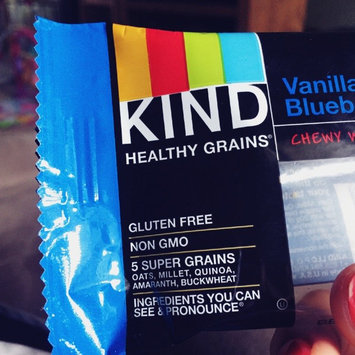 KIND
HEALTHY GRAINS®
Vanilla
CHEWY
GLUTEN FREE
NON GMO
5 SUPER GRAINS
OATS, MILLET, QUINOA,
AMARANTH, BUCKWHEAT
INGREDIENTS YOU CAN
SEE & PRONOUNCE®